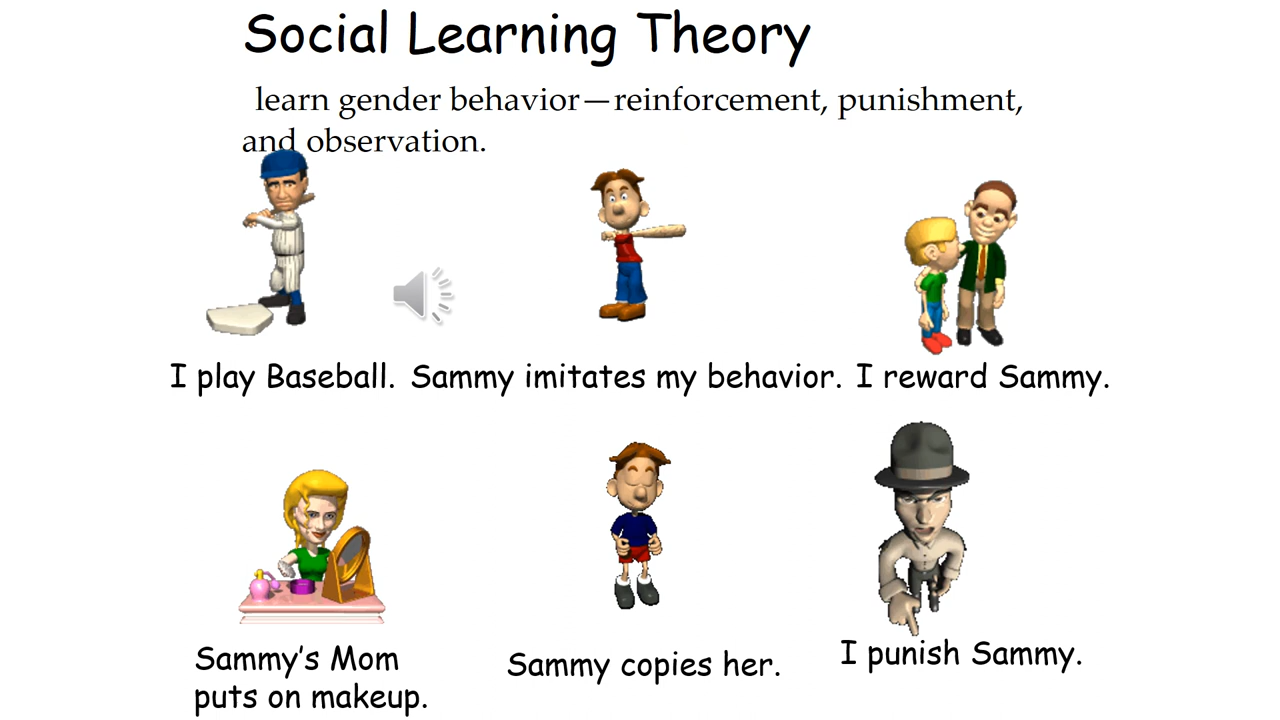 Social Learning Theory
learn gender behavior—reinforcement, punishment,
and observation.
I play Baseball. Sammy imitates my behavior. I reward Sammy.
Sammy's Mom
puts on makeup.
Sammy copies her.
I punish Sammy.